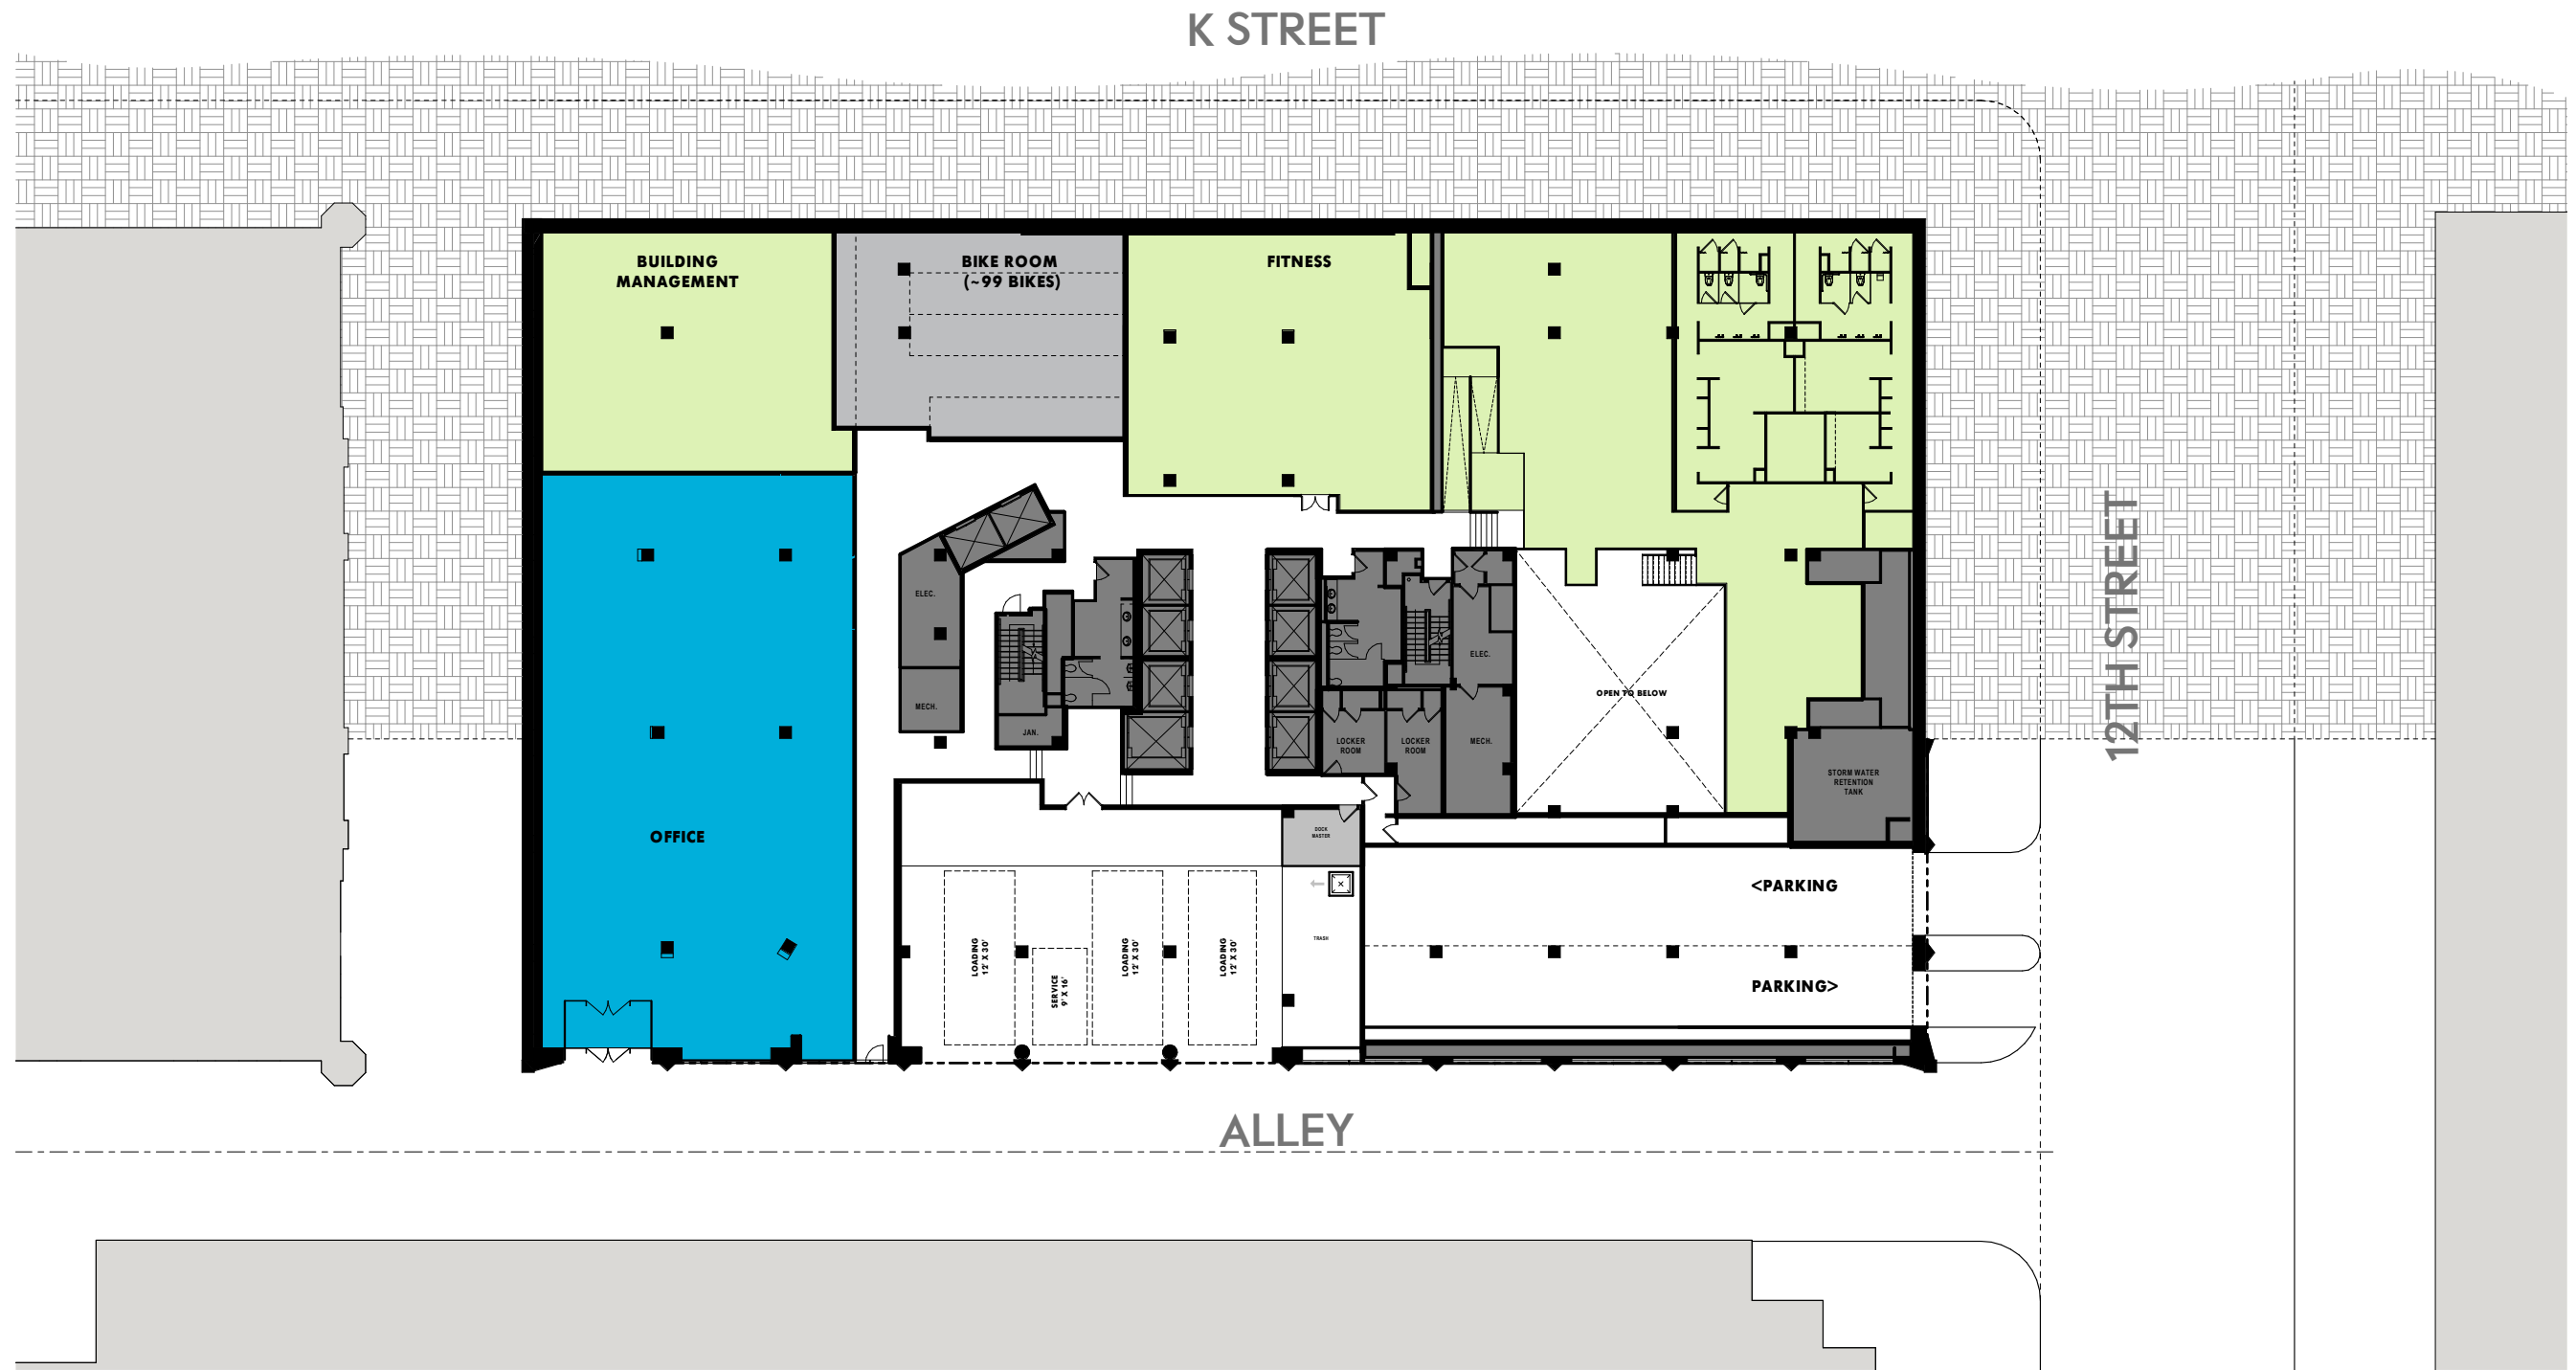 K STREET
BUILDING
MANAGEMENT
BIKE ROOM
(~99 BIKES)
FITNESS
12TH STREET
ELEC.
MECH.
JAN.
ELEC.
LOCKER
ROOM
LOCKER
ROOM
MECH.
OPEN TO BELOW
STORM WATER
RETENTION
TANK
OFFICE
DOCK
MASTER
<PARKING
TRASH
LOADING
12' X 30'
SERVICE
9' X 16'
LOADING
12' X 30'
LOADING
12' X 30'
PARKING>
ALLEY